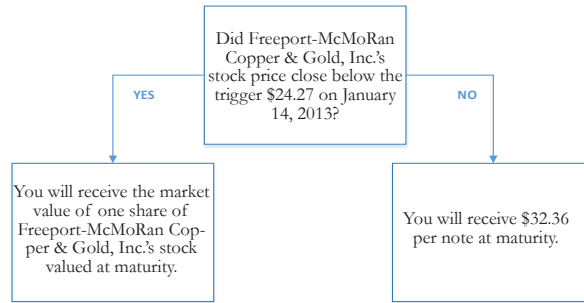 Did Freeport-McMoRan
Copper & Gold, Inc.'s
stock price close below the
trigger $24.27 on January
14, 2013?
YES
NO
You will receive the market
value of one share of
Freeport-McMoRan Cop-
per & Gold, Inc.'s stock
valued at maturity.
You will receive $32.36
per note at maturity.